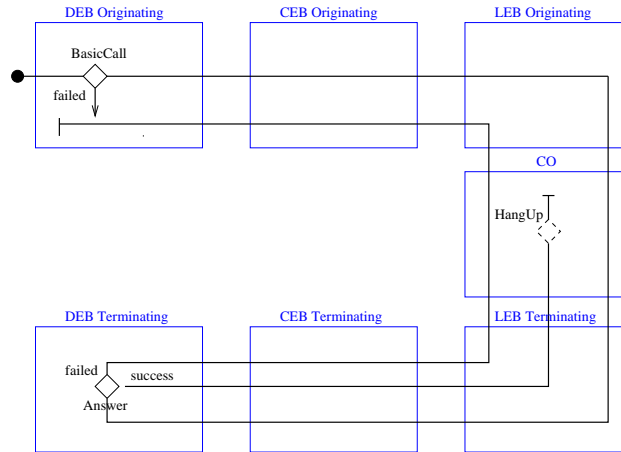 DEB Originating
CEB Originating
LEB Originating
BasicCall
failed
CO
HangUp
DEB Terminating
CEB Terminating
LEB Terminating
failed
success
Answer